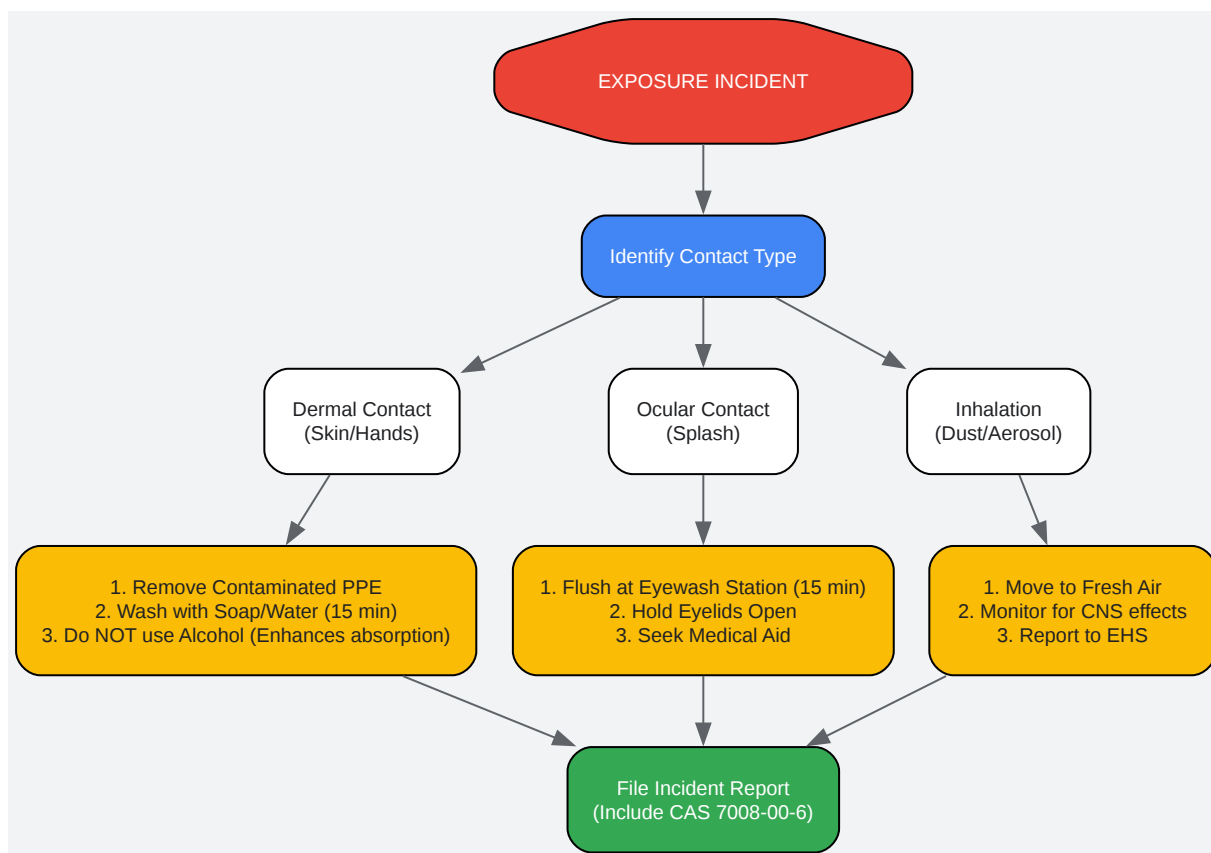 EXPOSURE INCIDENT
Identify Contact Type
Dermal Contact
(Skin/Hands)
Ocular Contact
(Splash)
Inhalation
(Dust/Aerosol)
1. Remove Contaminated PPE
2. Wash with Soap/Water (15 min)
3. Do NOT use Alcohol (Enhances absorption)
1. Flush at Eyewash Station (15 min)
2. Hold Eyelids Open
3. Seek Medical Aid
1. Move to Fresh Air
2. Monitor for CNS effects
3. Report to EHS
File Incident Report
(Include CAS 7008-00-6)